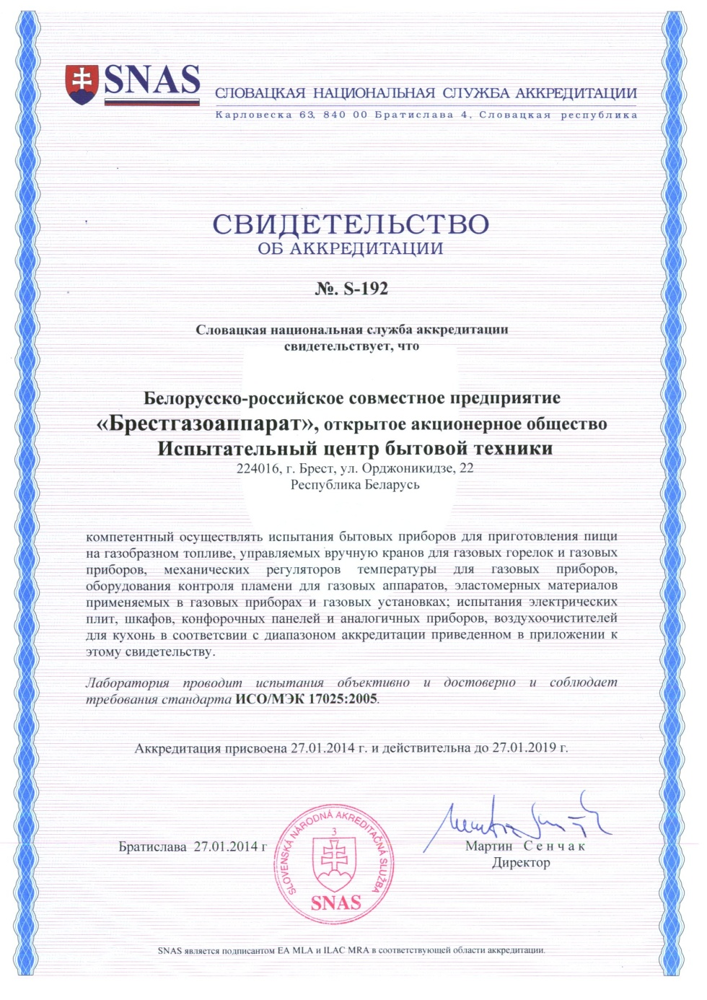 SNAS
СЛОВАЦКАЯ НАЦИОНАЛЬНАЯ СЛУЖБА АККРЕДИТАЦИИ
Карловеска 63, 840 00 Братислава 4, Словацкая республика
СВИДЕТЕЛЬСТВО
ОБ АККРЕДИТАЦИИ
№. S-192
Словацкая национальная служба аккредитации
свидетельствует, что
Белорусско-российское совместное предприятие
«Брестгазоаппарат», открытое акционерное общество
Испытательный центр бытовой техники
224016, г. Брест, ул. Орджоникидзе, 22
Республика Беларусь
компетентный осуществлять испытания бытовых приборов для приготовления пищи
на газобразном топливе, управляемых вручную кранов для газовых горелок и газовых
приборов, механических регуляторов температуры для газовых приборов,
оборудования контроля пламени для газовых аппаратов, эластомерных материалов
применяемых в газовых приборах и газовых установках; испытания электрических
плит, шкафов, конфорочных панелей и аналогичных приборов, воздухоочистителей
для кухонь в соответсвии с диапазоном аккредитации приведенном в приложении к
этому свидетельству.
Лаборатория проводит испытания объективно и достоверно и соблюдает
требования стандарта ИСО/МЭК 17025:2005.
Аккредитация присвоена 27.01.2014 г. и действительна до 27.01.2019 г.
Братислава 27.01.2014 г
SLOVENSKÁ NÁRODNÁ AKREDITAČNÁ SLUŽBA
3
SNAS
Мартин Сенчак
Директор
SNAS является подписантом EA MLA и ILAC MRA в соответствующей области аккредитации.